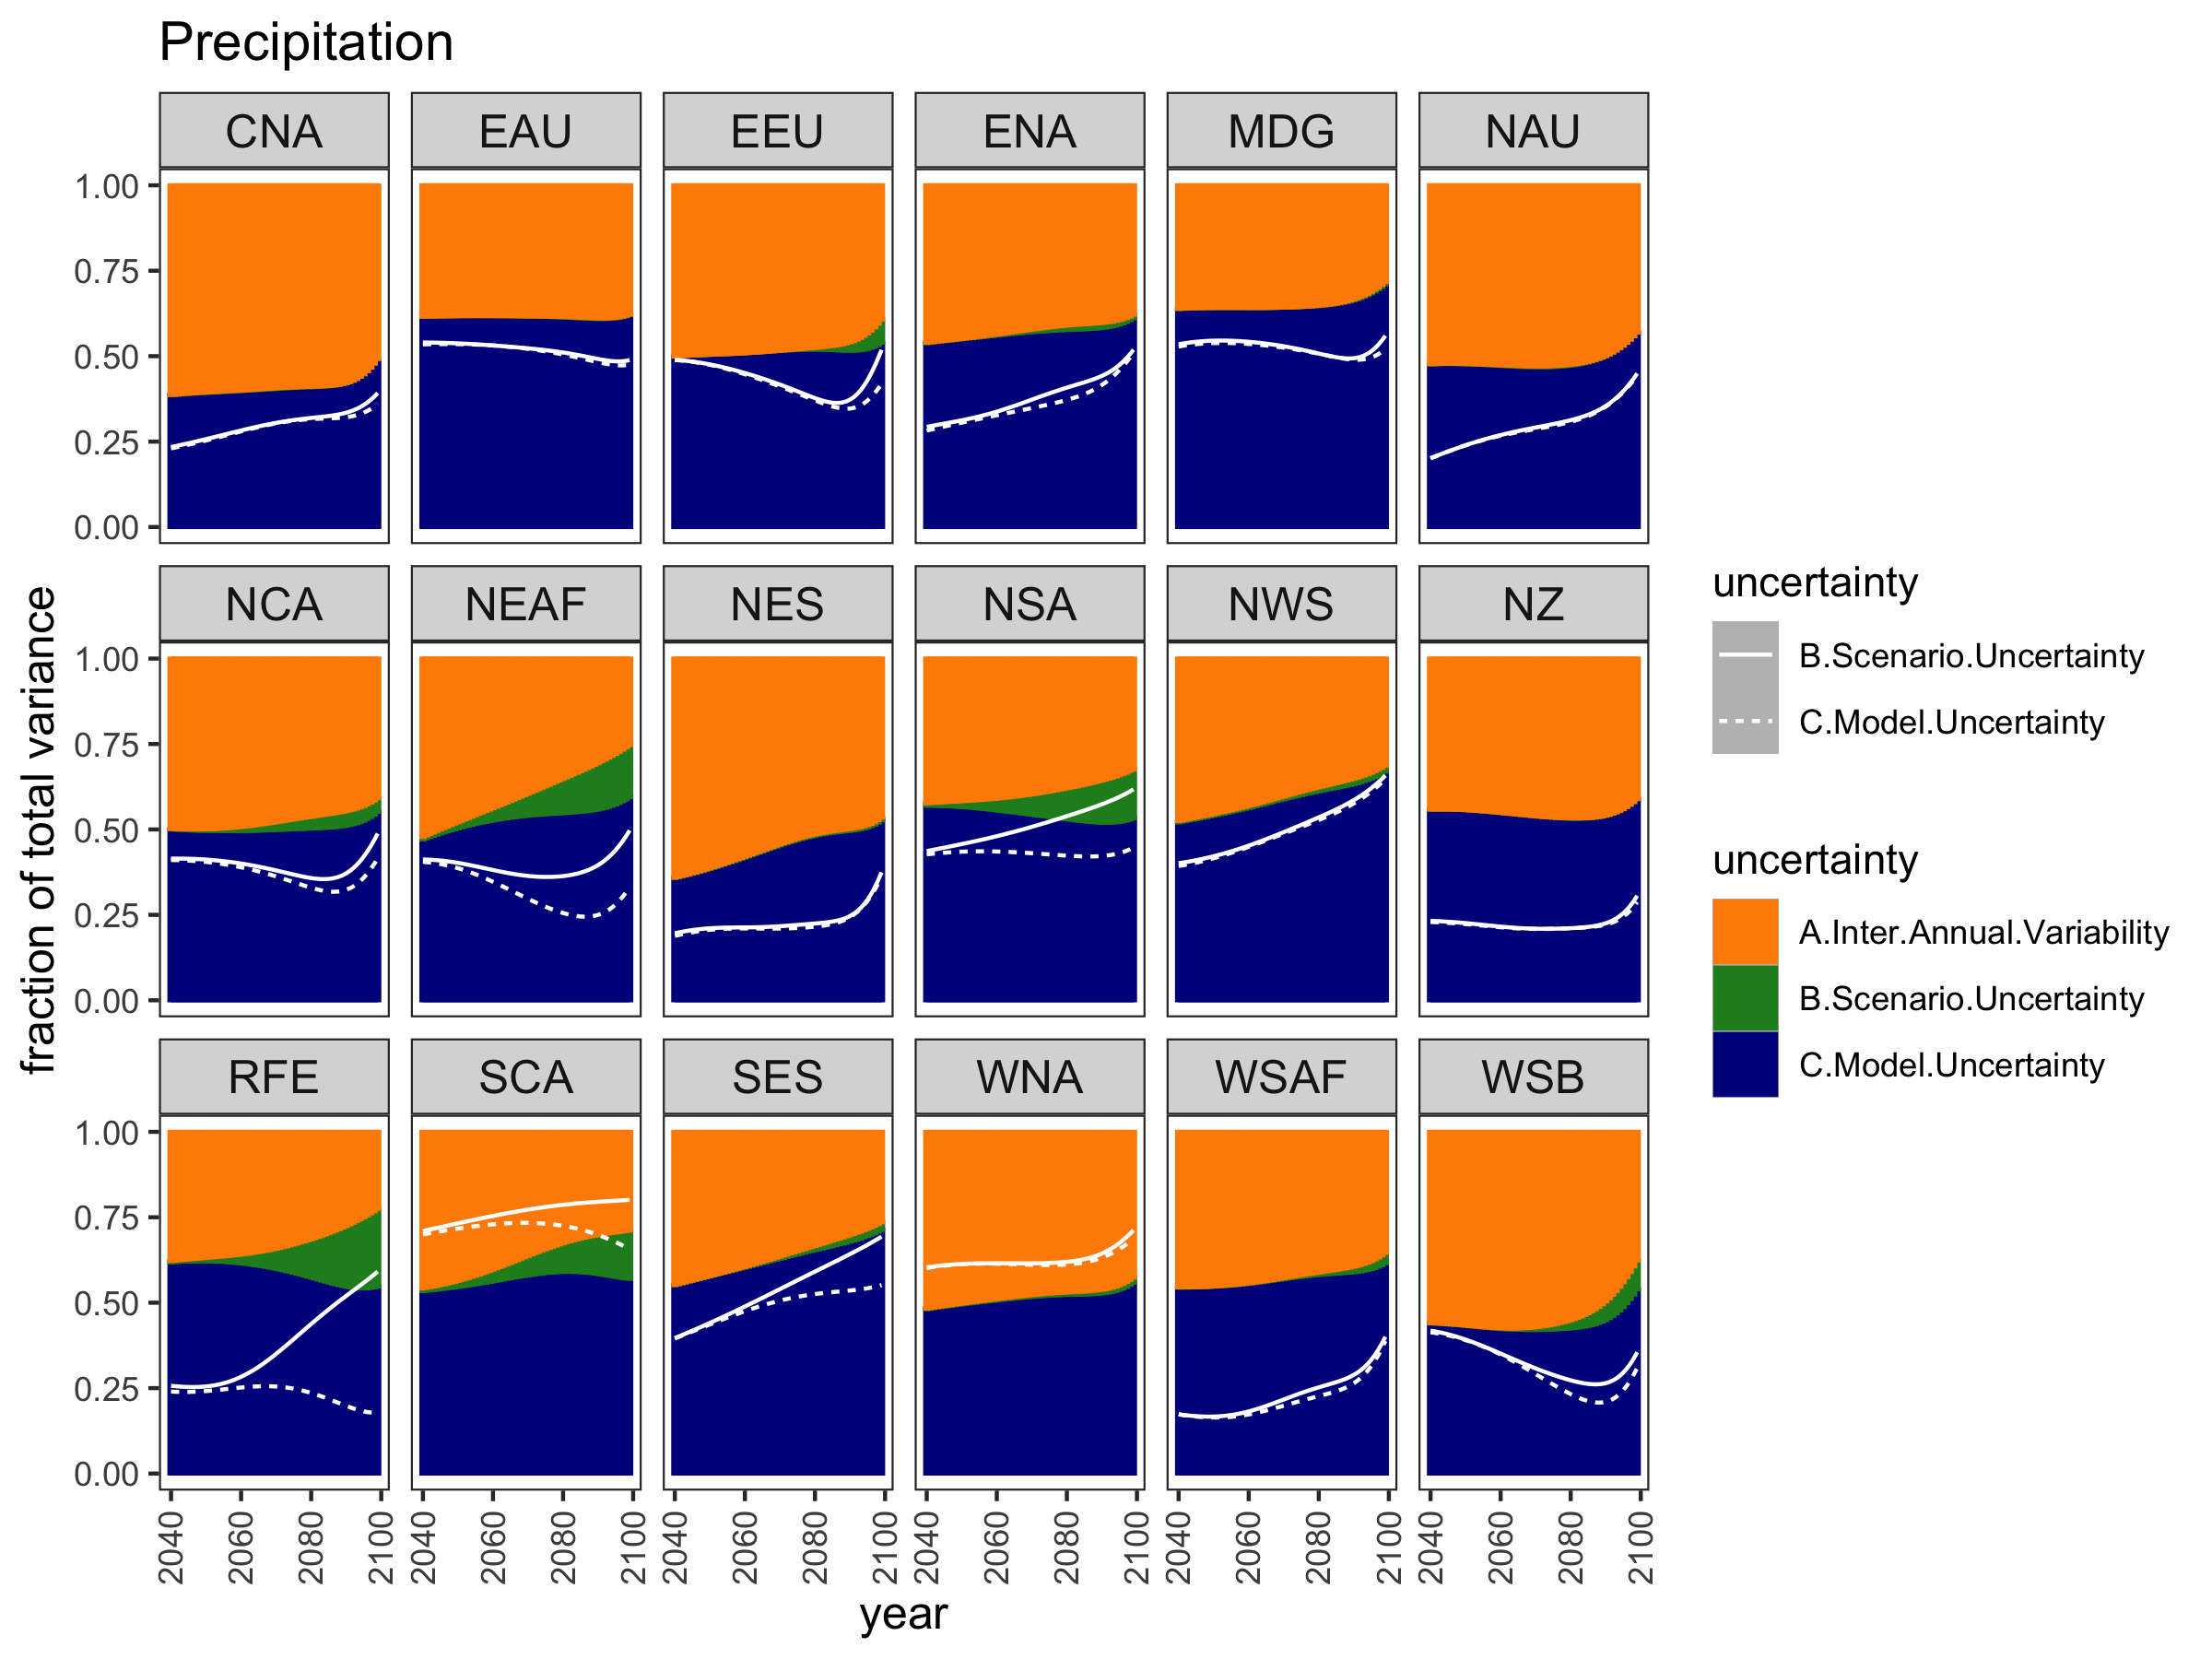 Precipitation
CNA EAU EEU ENA MDG NAU
1.00
0.75
0.50
0.25
0.00
NCA NEAF NES NSA NWS NZ
1.00
0.75
0.50
0.25
0.00
RFE SCA SES WNA WSAF WSB
1.00
0.75
0.50
0.25
0.00
2040 2060 2080 2100 2040 2060 2080 2100 2040 2060 2080 2100 2040 2060 2080 2100 2040 2060 2080 2100 2040 2060 2080 2100
year
fraction of total variance
uncertainty
B.Scenario.Uncertainty
C.Model.Uncertainty
uncertainty
A.Inter.Annual.Variability
B.Scenario.Uncertainty
C.Model.Uncertainty